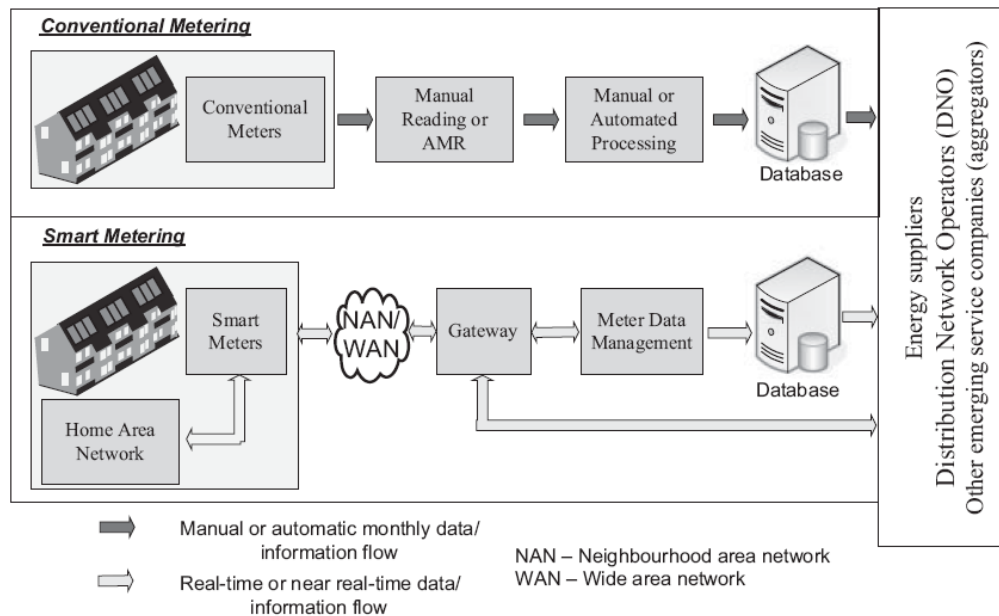 Conventional Metering
Conventional
Meters
Manual
Reading or
AMR
Manual or
Automated
Processing
Database
Smart Metering
Smart
Meters
Home Area
Network
NAN/
WAN
Gateway
Meter Data
Management
Database
Energy suppliers
Distribution Network Operators (DNO)
Other emerging service companies (aggregators)
Manual or automatic monthly data/
information flow
Real-time or near real-time data/
information flow
NAN – Neighbourhood area network
WAN – Wide area network